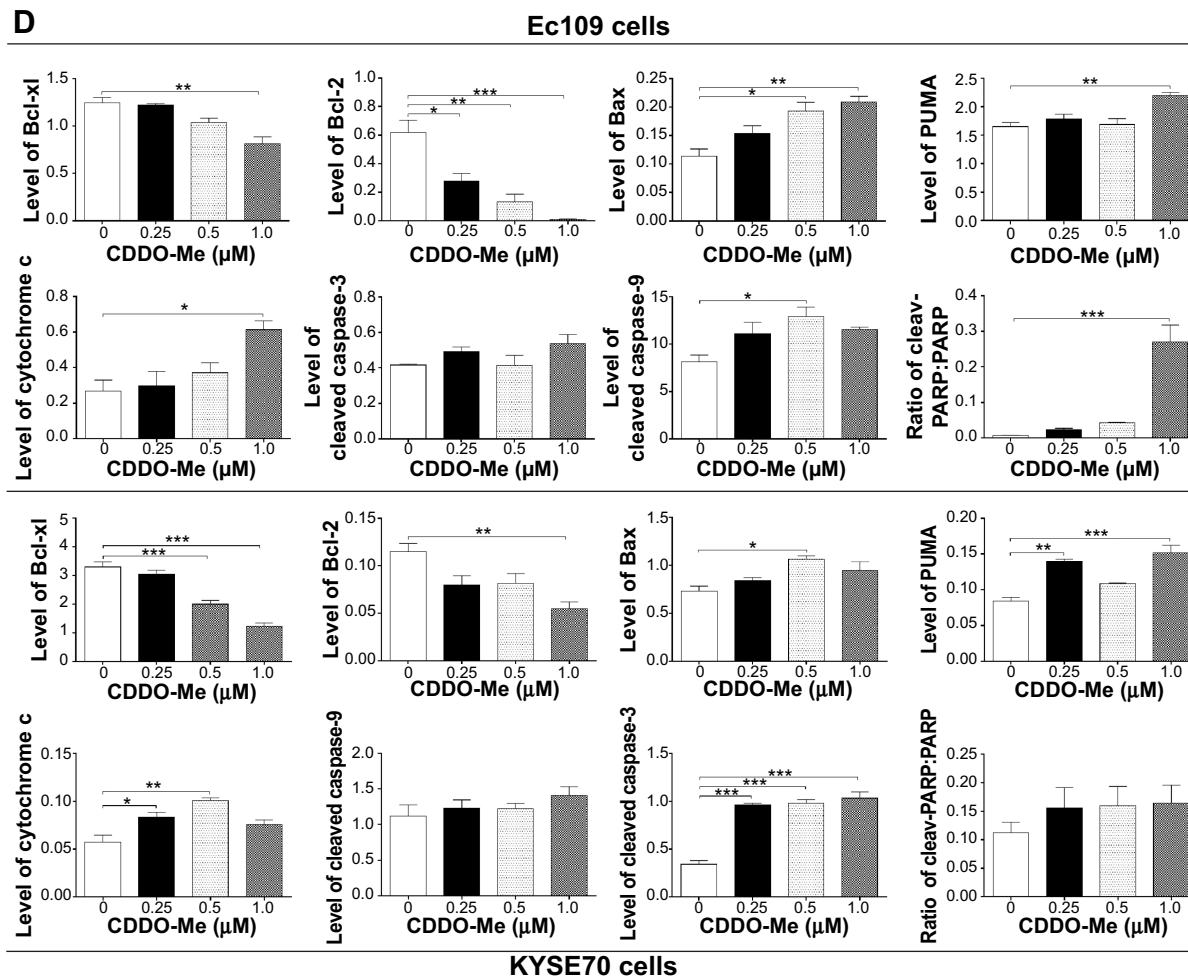 D
Ec109 cells
Level of Bcl-xl
1.5
1.0
0.5
0.0
**
0 0.25 0.5 1.0
CDDO-Me (µM)
Level of Bcl-2
1.0
0.8
0.6
0.4
0.2
0.0
***
**
*
0 0.25 0.5 1.0
CDDO-Me (µM)
Level of Bax
0.25
0.20
0.15
0.10
0.05
0.00
**
*
0 0.25 0.5 1.0
CDDO-Me (µM)
Level of PUMA
2.5
2.0
1.5
1.0
0.5
0.0
**
0 0.25 0.5 1.0
CDDO-Me (µM)
Level of cytochrome c
0.8
0.6
0.4
0.2
0.0
*
0 0.25 0.5 1.0
CDDO-Me (µM)
Level of
cleaved caspase-3
0.8
0.6
0.4
0.2
0.0
0 0.25 0.5 1.0
CDDO-Me (µM)
Level of
cleaved caspase-9
15
10
5
0
*
0 0.25 0.5 1.0
CDDO-Me (µM)
Ratio of cleav-
PARP:PARP
0.4
0.3
0.2
0.1
0.0
***
0 0.25 0.5 1.0
CDDO-Me (µM)
Level of Bcl-xl
5
4
3
2
1
0
***
***
0 0.25 0.5 1.0
CDDO-Me (µM)
Level of Bcl-2
0.15
0.10
0.05
0.00
**
0 0.25 0.5 1.0
CDDO-Me (µM)
Level of Bax
1.5
1.0
0.5
0.0
*
0 0.25 0.5 1.0
CDDO-Me (µM)
Level of PUMA
0.20
0.15
0.10
0.05
0.00
***
**
0 0.25 0.5 1.0
CDDO-Me (µM)
Level of cytochrome c
0.15
0.10
0.05
0.00
**
*
0 0.25 0.5 1.0
CDDO-Me (µM)
Level of cleaved caspase-9
2.0
1.5
1.0
0.5
0.0
0 0.25 0.5 1.0
CDDO-Me (µM)
Level of cleaved caspase-3
1.5
1.0
0.5
0.0
***
***
***
0 0.25 0.5 1.0
CDDO-Me (µM)
Ratio of cleav-PARP:PARP
0.25
0.20
0.15
0.10
0.05
0.00
0 0.25 0.5 1.0
CDDO-Me (µM)
KYSE70 cells